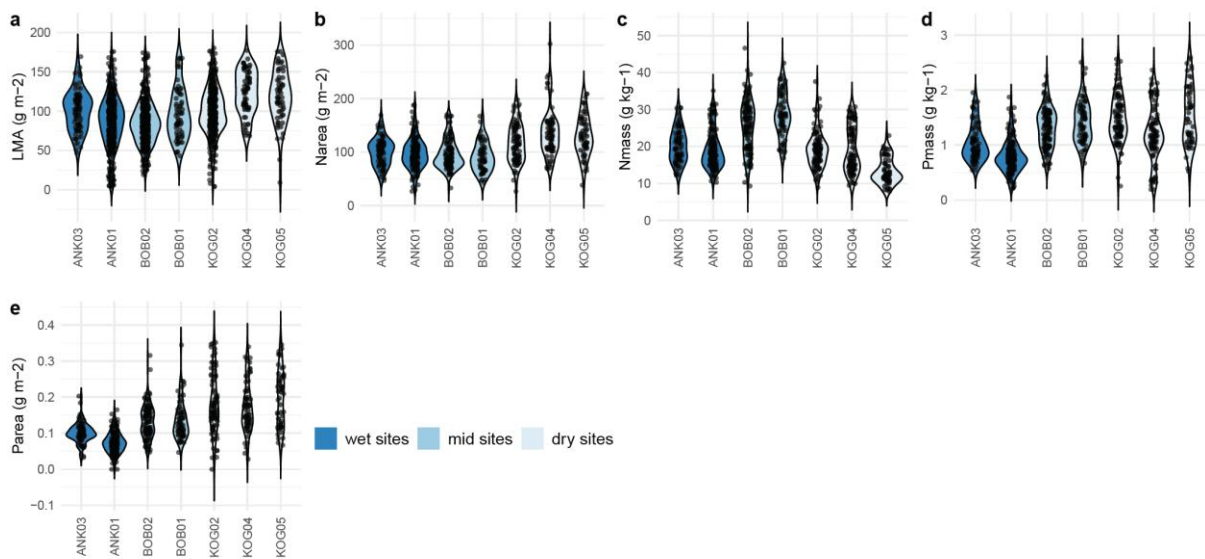 a
LMA (g m−2)
200
150
100
50
0
ANK03
ANK01
BOB02
BOB01
KOG02
KOG04
KOG05
b
Narea (g m−2)
300
200
100
0
ANK03
ANK01
BOB02
BOB01
KOG02
KOG04
KOG05
c
Nmass (g kg−1)
50
40
30
20
10
0
ANK03
ANK01
BOB02
BOB01
KOG02
KOG04
KOG05
d
Pmass (g kg−1)
3
2
1
0
ANK03
ANK01
BOB02
BOB01
KOG02
KOG04
KOG05
e
Parea (g m−2)
0.4
0.3
0.2
0.1
0.0
−0.1
ANK03
ANK01
BOB02
BOB01
KOG02
KOG04
KOG05
wet sites mid sites dry sites